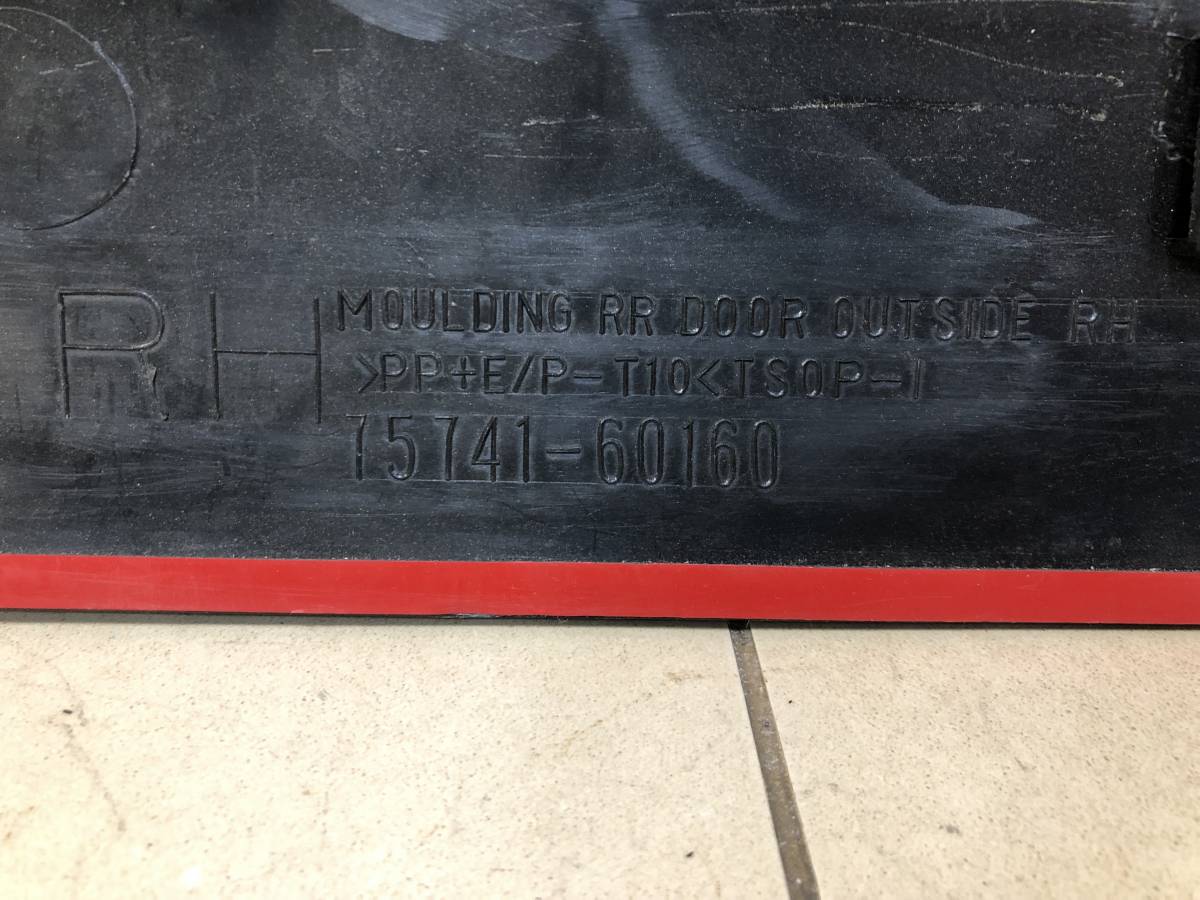 RH
MOULDING RR DOOR OUTSIDE RH
>PP+E/P-T10<TSOP-1
75741-60160